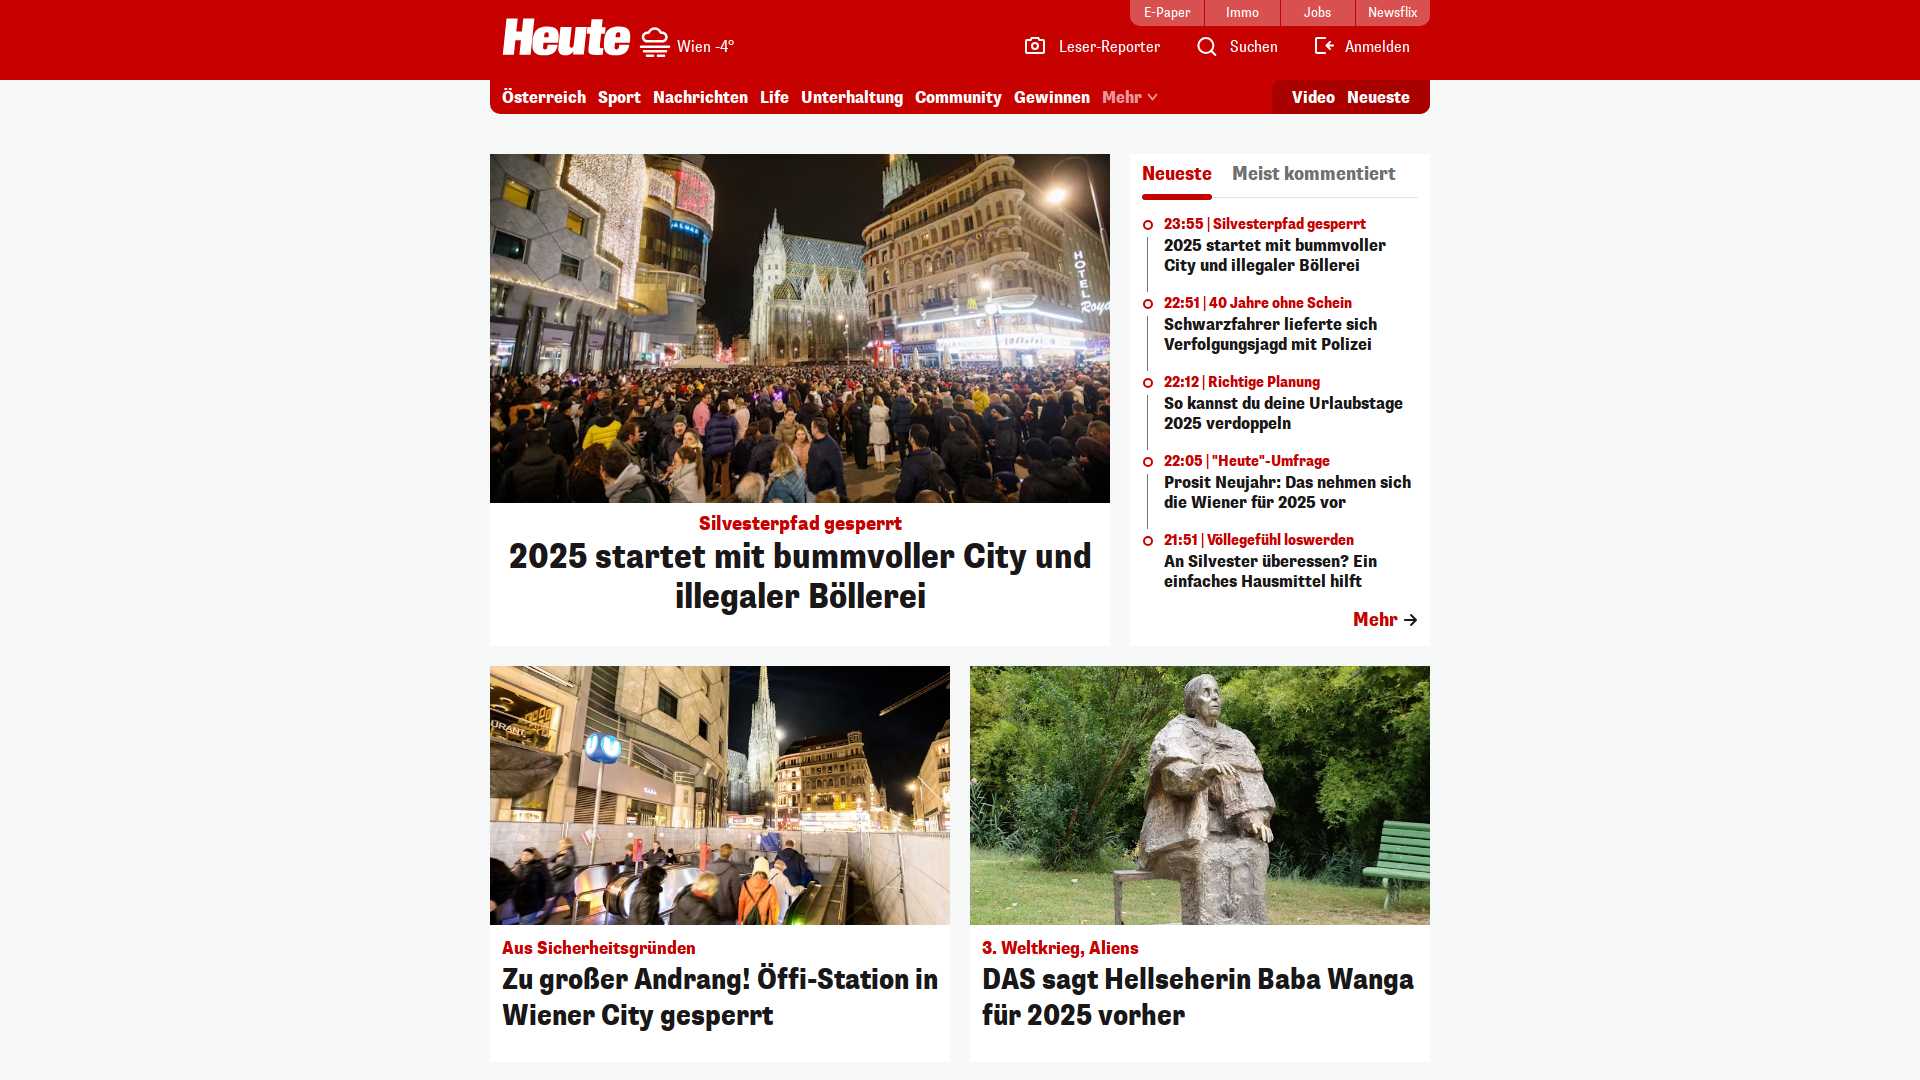 E-Paper
Immo
Jobs
Newsflix
Heute
Wien -4°
Leser-Reporter
Suchen
Anmelden
Österreich
Sport
Nachrichten
Life
Unterhaltung
Community
Gewinnen
Mehr
Video
Neueste
HOTEL
Royal
Silvesterpfad gesperrt
2025 startet mit bummvoller City und
illegaler Böllerei
Neueste
Meist kommentiert
23:55 | Silvesterpfad gesperrt
2025 startet mit bummvoller
City und illegaler Böllerei
22:51 | 40 Jahre ohne Schein
Schwarzfahrer lieferte sich
Verfolgungsjagd mit Polizei
22:12 | Richtige Planung
So kannst du deine Urlaubstage
2025 verdoppeln
22:05 | "Heute"-Umfrage
Prosit Neujahr: Das nehmen sich
die Wiener für 2025 vor
21:51 | Völlegefühl loswerden
An Silvester überessen? Ein
einfaches Hausmittel hilft
Mehr
U
Aus Sicherheitsgründen
Zu großer Andrang! Öffi-Station in
Wiener City gesperrt
3. Weltkrieg, Aliens
DAS sagt Hellseherin Baba Wanga
für 2025 vorher